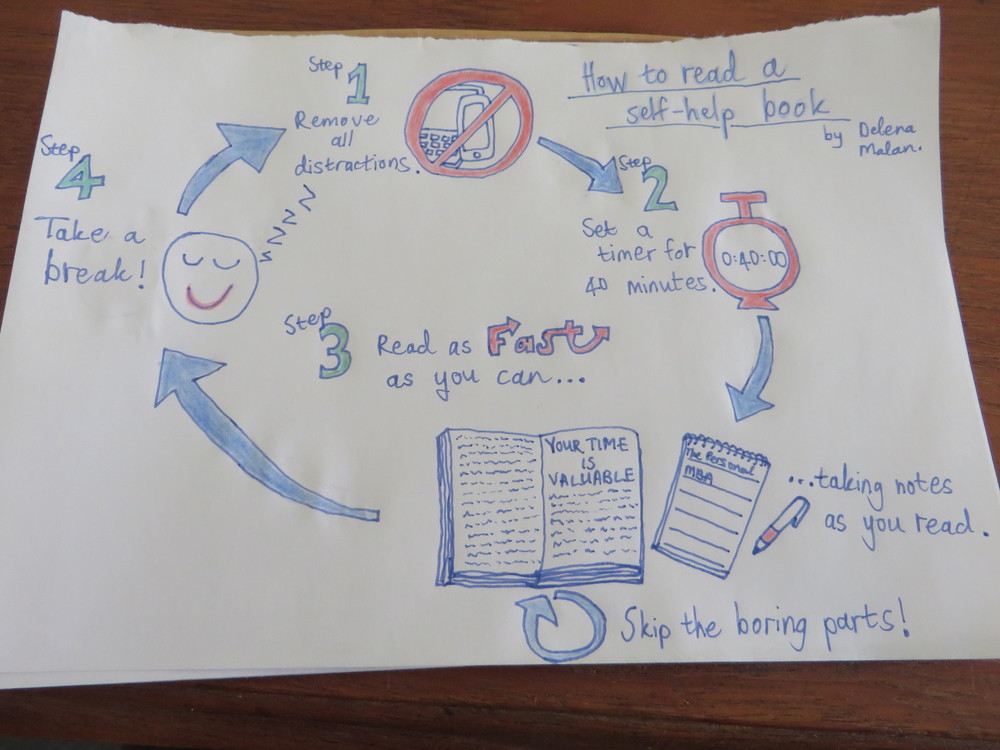 How to read a
self-help book
by Delena
Malan.
Step
1
Remove
all
distractions.
Step
2
Set a
timer for
40 minutes.
0:40:00
Step
3
Read as Fast
as you can...
YOUR TIME
IS
VALUABLE
The Personal
MBA
...taking notes
as you read.
Skip the boring parts!
Step
4
Take a
break!
ZZZZZ